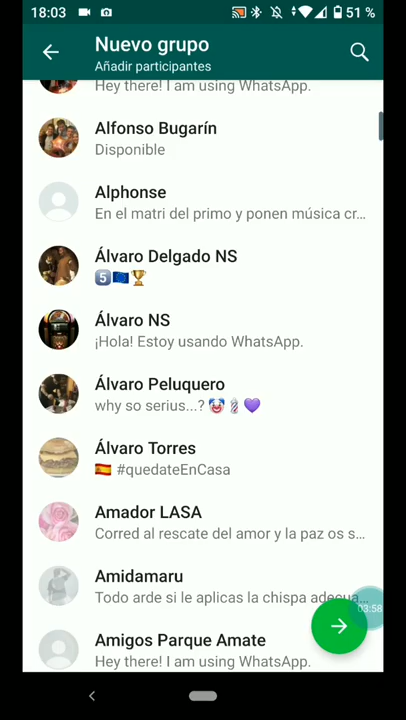 18:03
51 %
Nuevo grupo
Añadir participantes
Hey there! I am using WhatsApp.
Alfonso Bugarín
Disponible
Alphonse
En el matri del primo y ponen música cr...
Álvaro Delgado NS
5️⃣🇪🇺🏆
Álvaro NS
¡Hola! Estoy usando WhatsApp.
Álvaro Peluquero
why so serius...? 🤡💈💜
Álvaro Torres
🇪🇸 #quedateEnCasa
Amador LASA
Corred al rescate del amor y la paz os s...
Amidamaru
Todo arde si le aplicas la chispa adecua...
03:58
Amigos Parque Amate
Hey there! I am using WhatsApp.